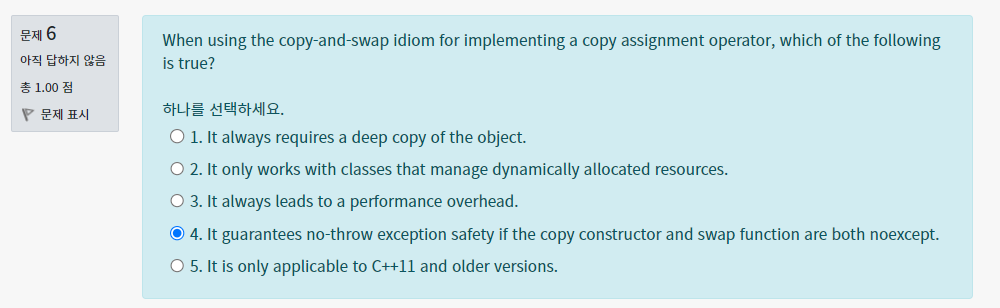 문제 6
아직 답하지 않음
총 1.00 점
문제 표시
When using the copy-and-swap idiom for implementing a copy assignment operator, which of the following
is true?
하나를 선택하세요.
1. It always requires a deep copy of the object.
2. It only works with classes that manage dynamically allocated resources.
3. It always leads to a performance overhead.
4. It guarantees no-throw exception safety if the copy constructor and swap function are both noexcept.
5. It is only applicable to C++11 and older versions.